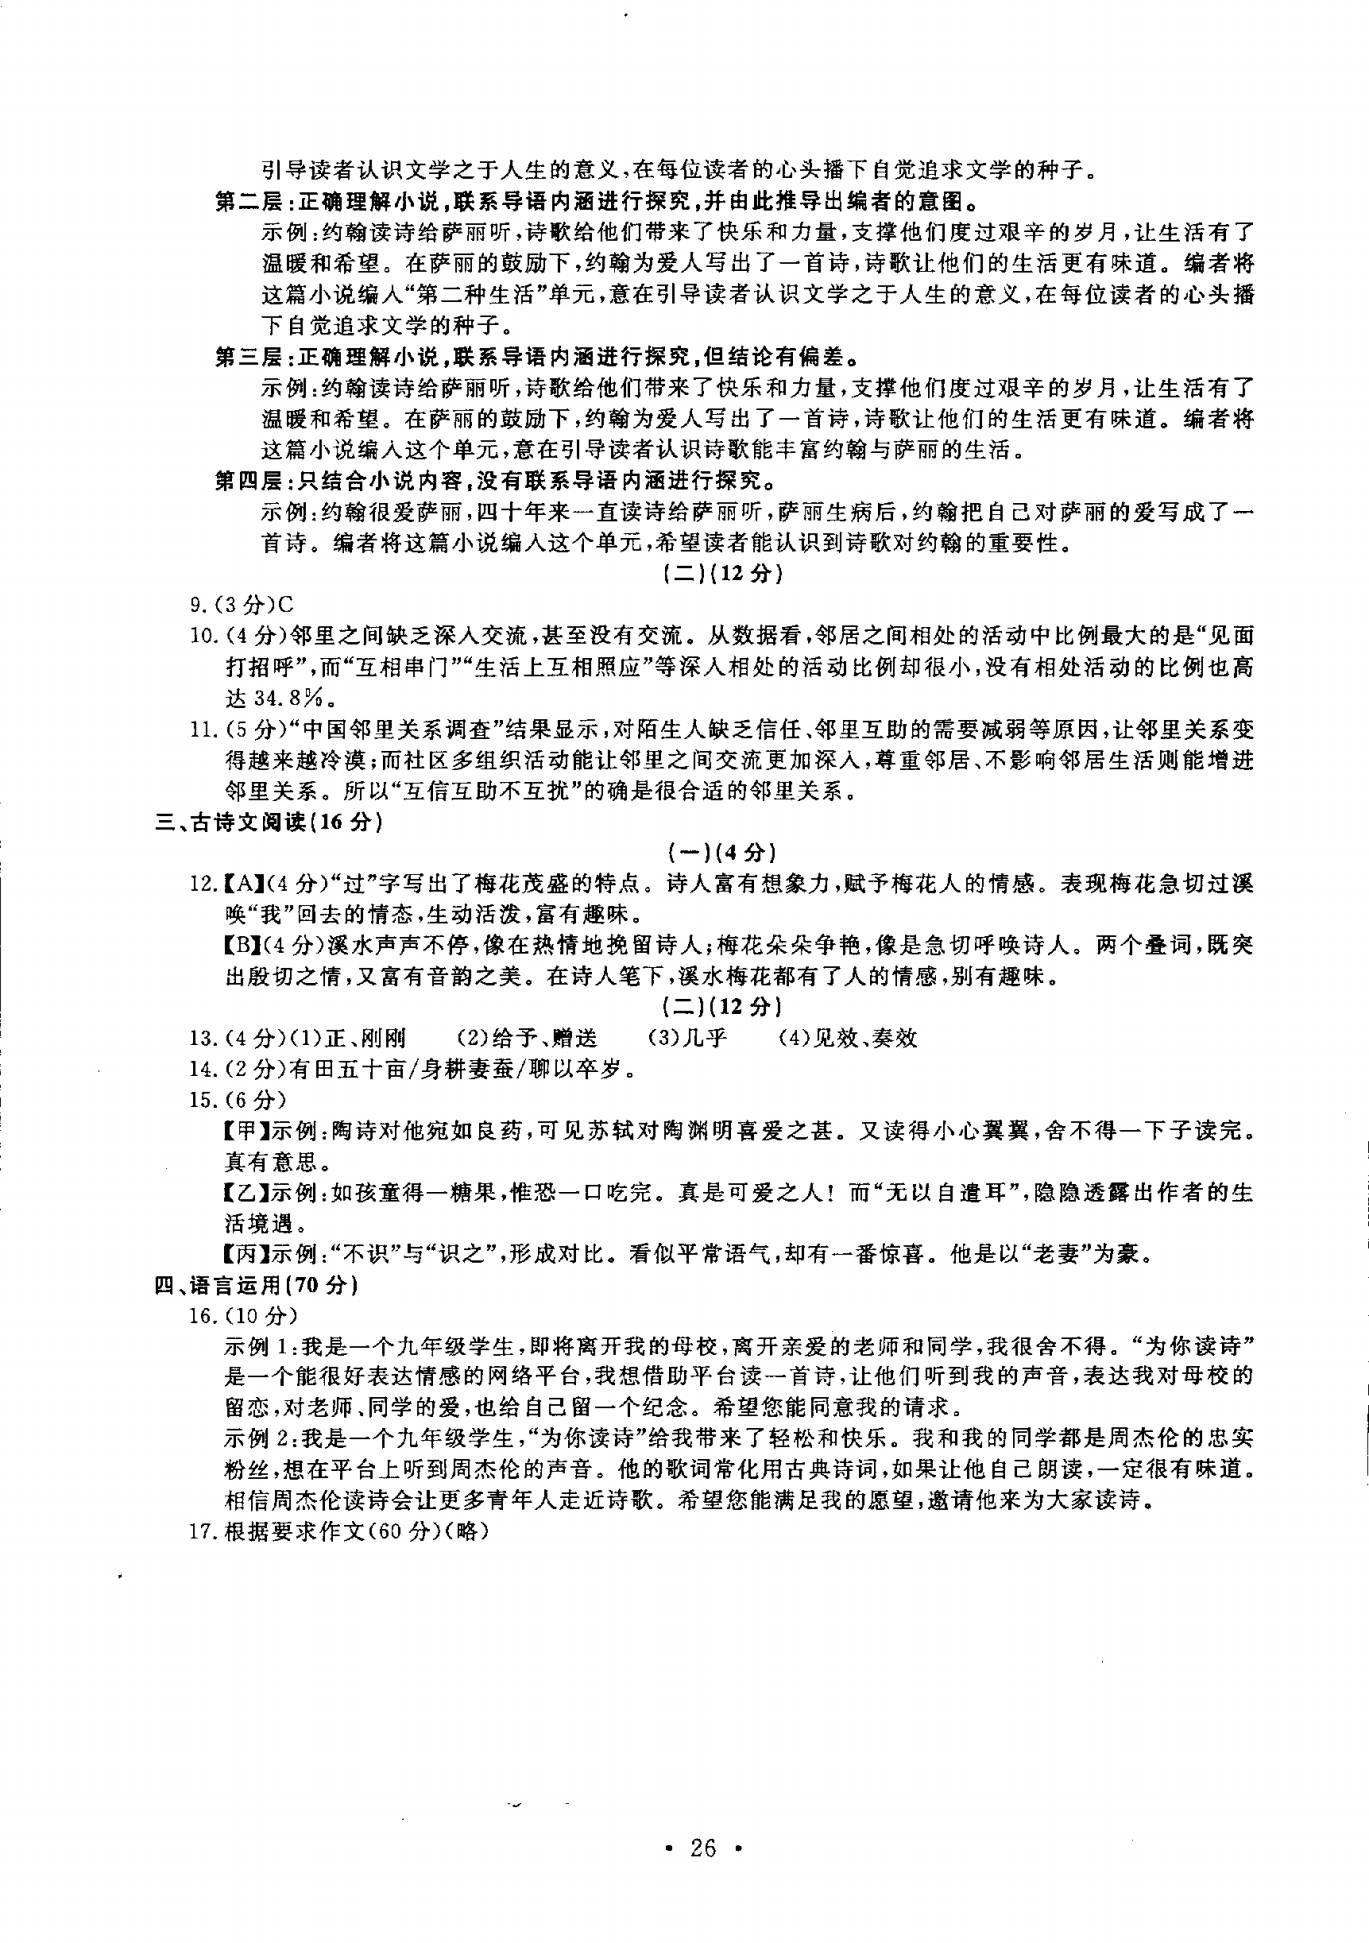 引导读者认识文学之于人生的意义,在每位读者的心头播下自觉追求文学的种子。
第二层:正确理解小说,联系导语内涵进行探究,并由此推导出编者的意图。
示例:约翰读诗给萨丽听,诗歌给他们带来了快乐和力量,支撑他们度过艰辛的岁月,让生活有了
温暖和希望。在萨丽的鼓励下,约翰为爱人写出了一首诗,诗歌让他们的生活更有味道。编者将
这篇小说编入“第二种生活”单元,意在引导读者认识文学之于人生的意义,在每位读者的心头播
下自觉追求文学的种子。
第三层:正确理解小说,联系导语内涵进行探究,但结论有偏差。
示例:约翰读诗给萨丽听,诗歌给他们带来了快乐和力量,支撑他们度过艰辛的岁月,让生活有了
温暖和希望。在萨丽的鼓励下,约翰为爱人写出了一首诗,诗歌让他们的生活更有味道。编者将
这篇小说编入这个单元,意在引导读者认识诗歌能丰富约翰与萨丽的生活。
第四层:只结合小说内容,没有联系导语内涵进行探究。
示例:约翰很爱萨丽,四十年来一直读诗给萨丽听,萨丽生病后,约翰把自己对萨丽的爱写成了一
首诗。编者将这篇小说编入这个单元,希望读者能认识到诗歌对约翰的重要性。
(二)(12分)
9.(3分)C
10.(4分)邻里之间缺乏深入交流,甚至没有交流。从数据看,邻居之间相处的活动中比例最大的是“见面
打招呼”,而“互相串门”“生活上互相照应”等深入相处的活动比例却很小,没有相处活动的比例也高
达34.8%。
11.(5分)“中国邻里关系调查”结果显示,对陌生人缺乏信任、邻里互助的需要减弱等原因,让邻里关系变
得越来越冷漠;而社区多组织活动能让邻里之间交流更加深入,尊重邻居、不影响邻居生活则能增进
邻里关系。所以“互信互助不互扰”的确是很合适的邻里关系。
三、古诗文阅读(16分)
(一)(4分)
12.【A】(4分)“过”字写出了梅花茂盛的特点。诗人富有想象力,赋予梅花人的情感。表现梅花急切过溪
唤“我”回去的情态,生动活泼,富有趣味。
【B】(4分)溪水声声不停,像在热情地挽留诗人;梅花朵朵争艳,像是急切呼唤诗人。两个叠词,既突
出殷切之情,又富有音韵之美。在诗人笔下,溪水梅花都有了人的情感,别有趣味。
(二)(12分)
13.(4分)(1)正、刚刚 (2)给予、赠送 (3)几乎 (4)见效、奏效
14.(2分)有田五十亩/身耕妻蚕/聊以卒岁。
15.(6分)
【甲】示例:陶诗对他宛如良药,可见苏轼对陶渊明喜爱之甚。又读得小心翼翼,舍不得一下子读完。
真有意思。
【乙】示例:如孩童得一糖果,惟恐一口吃完。真是可爱之人!而“无以自遣耳”,隐隐透露出作者的生
活境遇。
【丙】示例:“不识”与“识之”,形成对比。看似平常语气,却有一番惊喜。他是以“老妻”为豪。
四、语言运用(70分)
16.(10分)
示例1:我是一个九年级学生,即将离开我的母校,离开亲爱的老师和同学,我很舍不得。“为你读诗”
是一个能很好表达情感的网络平台,我想借助平台读一首诗,让他们听到我的声音,表达我对母校的
留恋,对老师、同学的爱,也给自己留一个纪念。希望您能同意我的请求。
示例2:我是一个九年级学生,“为你读诗”给我带来了轻松和快乐。我和我的同学都是周杰伦的忠实
粉丝,想在平台上听到周杰伦的声音。他的歌词常化用古典诗词,如果让他自己朗读,一定很有味道。
相信周杰伦读诗会让更多青年人走近诗歌。希望您能满足我的愿望,邀请他来为大家读诗。
17.根据要求作文(60分)(略)
· 26 ·